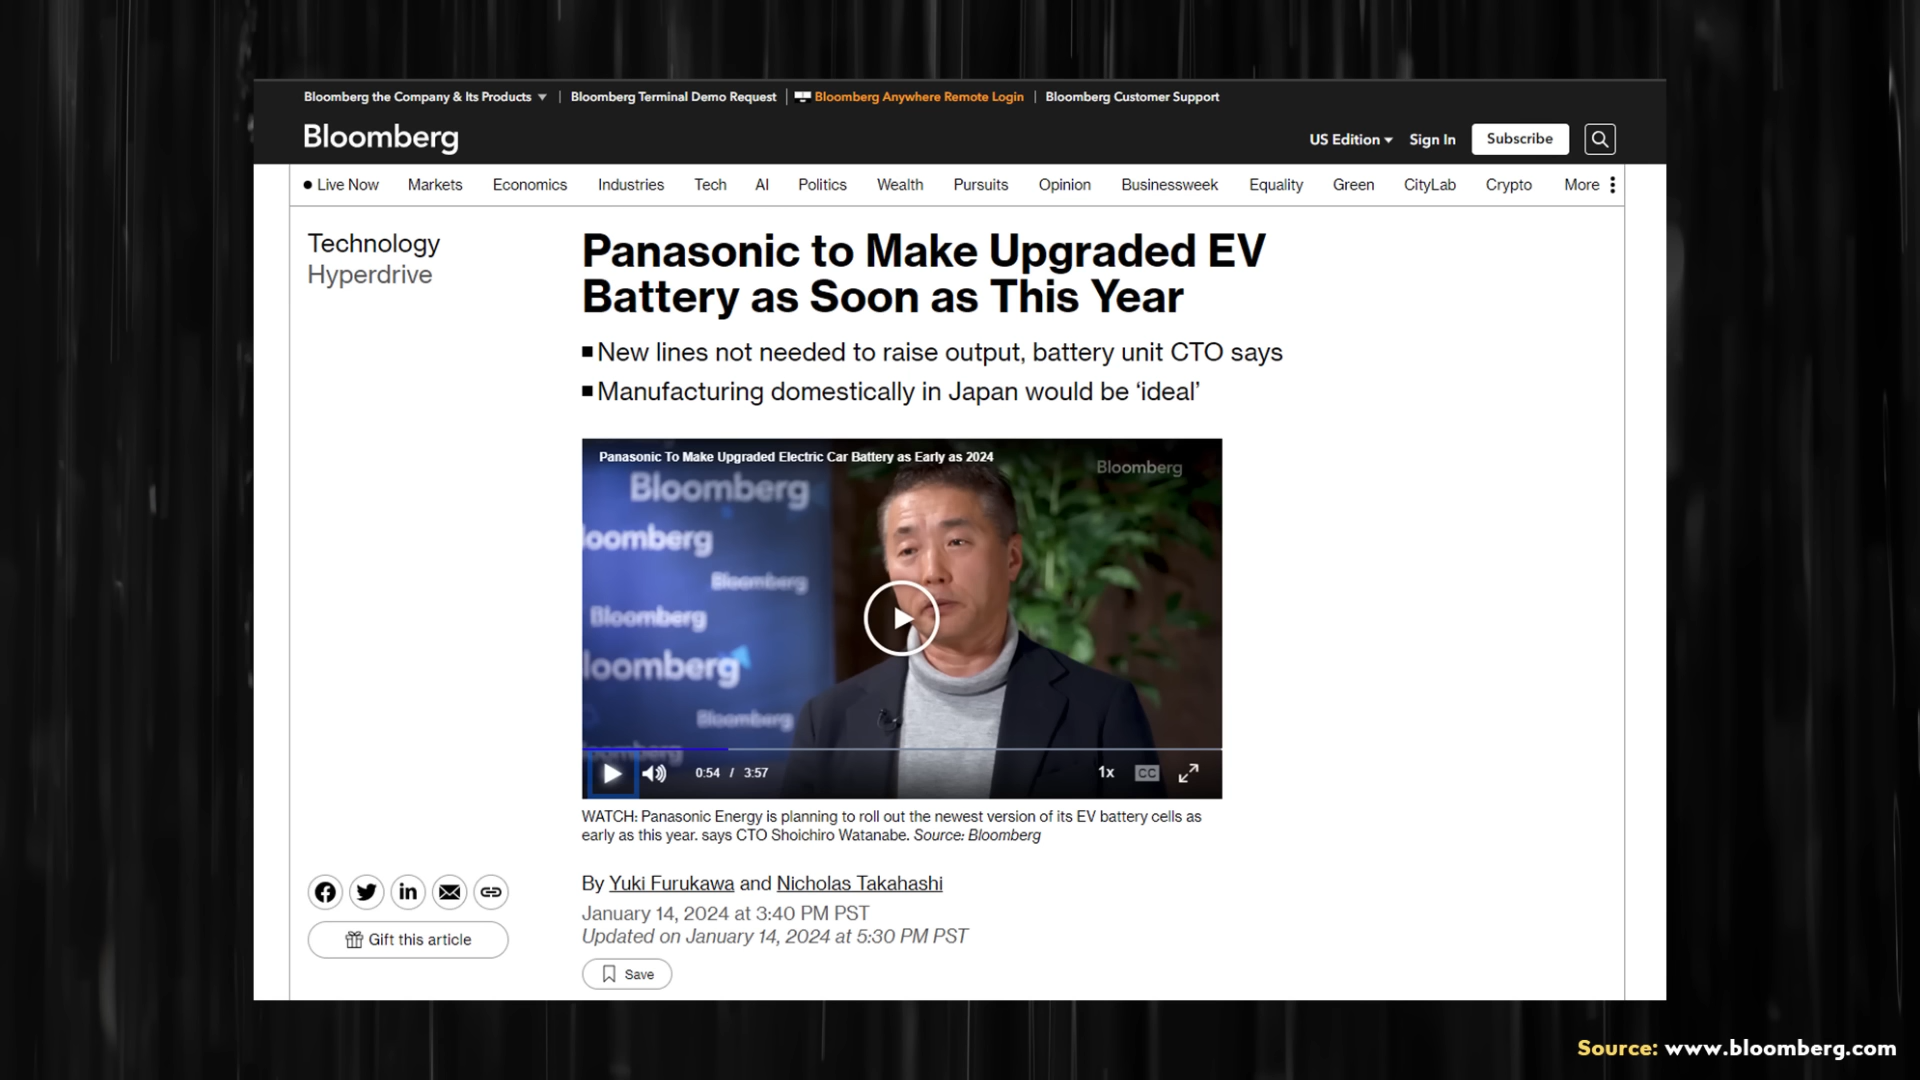 Bloomberg the Company & Its Products
Bloomberg Terminal Demo Request
Bloomberg Anywhere Remote Login
Bloomberg Customer Support
Bloomberg
US Edition
Sign In
Subscribe
Live Now
Markets
Economics
Industries
Tech
AI
Politics
Wealth
Pursuits
Opinion
Businessweek
Equality
Green
CityLab
Crypto
More
Technology
Hyperdrive
Panasonic to Make Upgraded EV
Battery as Soon as This Year
New lines not needed to raise output, battery unit CTO says
Manufacturing domestically in Japan would be ‘ideal’
Panasonic To Make Upgraded Electric Car Battery as Early as 2024
Bloomberg
Bloomberg
loomberg
Bloomberg
Bloomberg
loomberg
Bloomberg
oomberg
0:54 / 3:57
1x
CC
WATCH: Panasonic Energy is planning to roll out the newest version of its EV battery cells as
early as this year. says CTO Shoichiro Watanabe. Source: Bloomberg
By Yuki Furukawa and Nicholas Takahashi
January 14, 2024 at 3:40 PM PST
Updated on January 14, 2024 at 5:30 PM PST
Gift this article
Save
Source: www.bloomberg.com